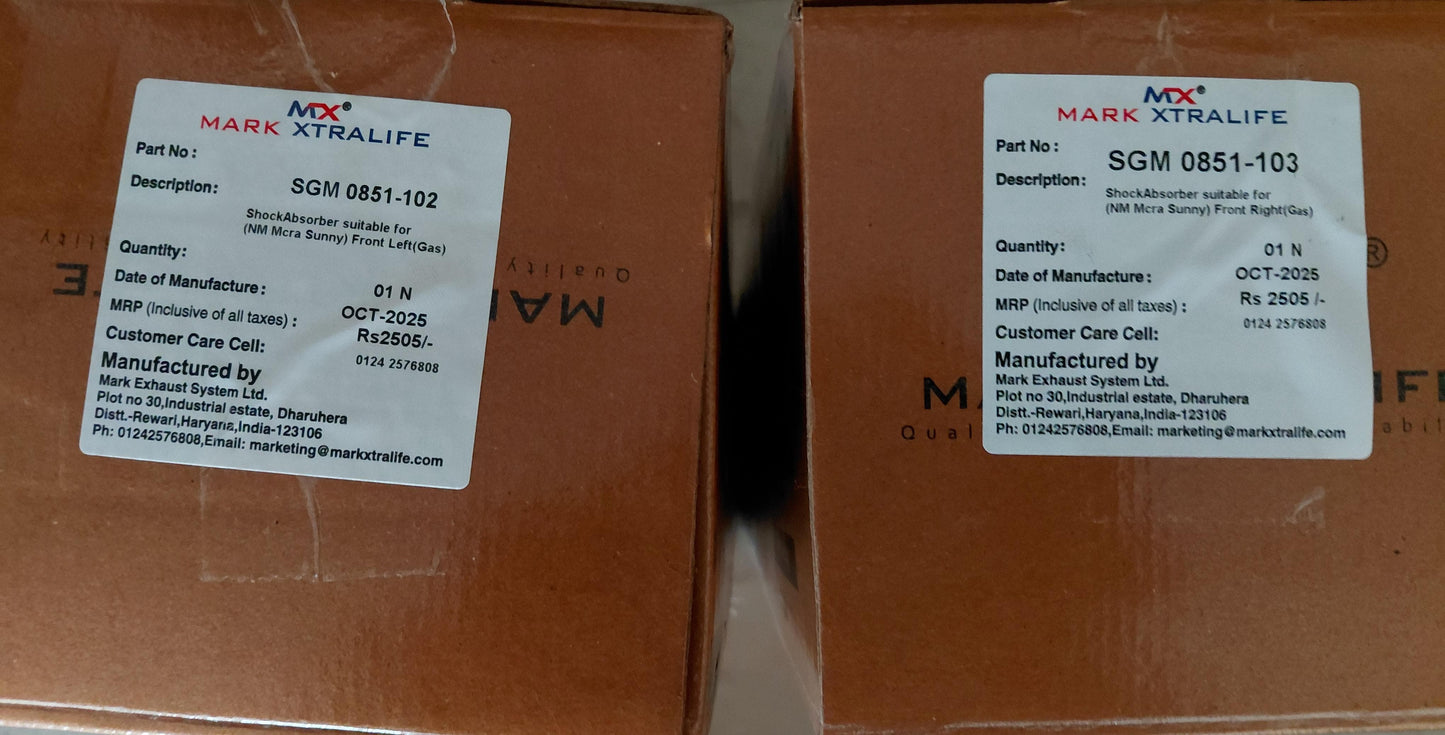 MX®
MARK XTRALIFE
Part No :
SGM 0851-102
Description:
ShockAbsorber suitable for
(NM Mcra Sunny) Front Left(Gas)
Quantity:
01 N
Date of Manufacture :
OCT-2025
MRP (Inclusive of all taxes) :
Rs2505/-
Customer Care Cell:
0124 2576808
Manufactured by
Mark Exhaust System Ltd.
Plot no 30,Industrial estate, Dharuhera
Distt.-Rewari,Haryana,India-123106
Ph: 01242576808,Email: marketing@markxtralife.com
Quality
MX®
MARK XTRALIFE
Part No :
SGM 0851-103
Description:
ShockAbsorber suitable for
(NM Mcra Sunny) Front Right(Gas)
Quantity:
01 N
Date of Manufacture :
OCT-2025
MRP (Inclusive of all taxes) :
Rs 2505 /-
Customer Care Cell:
0124 2576808
Manufactured by
Mark Exhaust System Ltd.
Plot no 30,Industrial estate, Dharuhera
Distt.-Rewari,Haryana,India-123106
Ph: 01242576808,Email: marketing@markxtralife.com
®